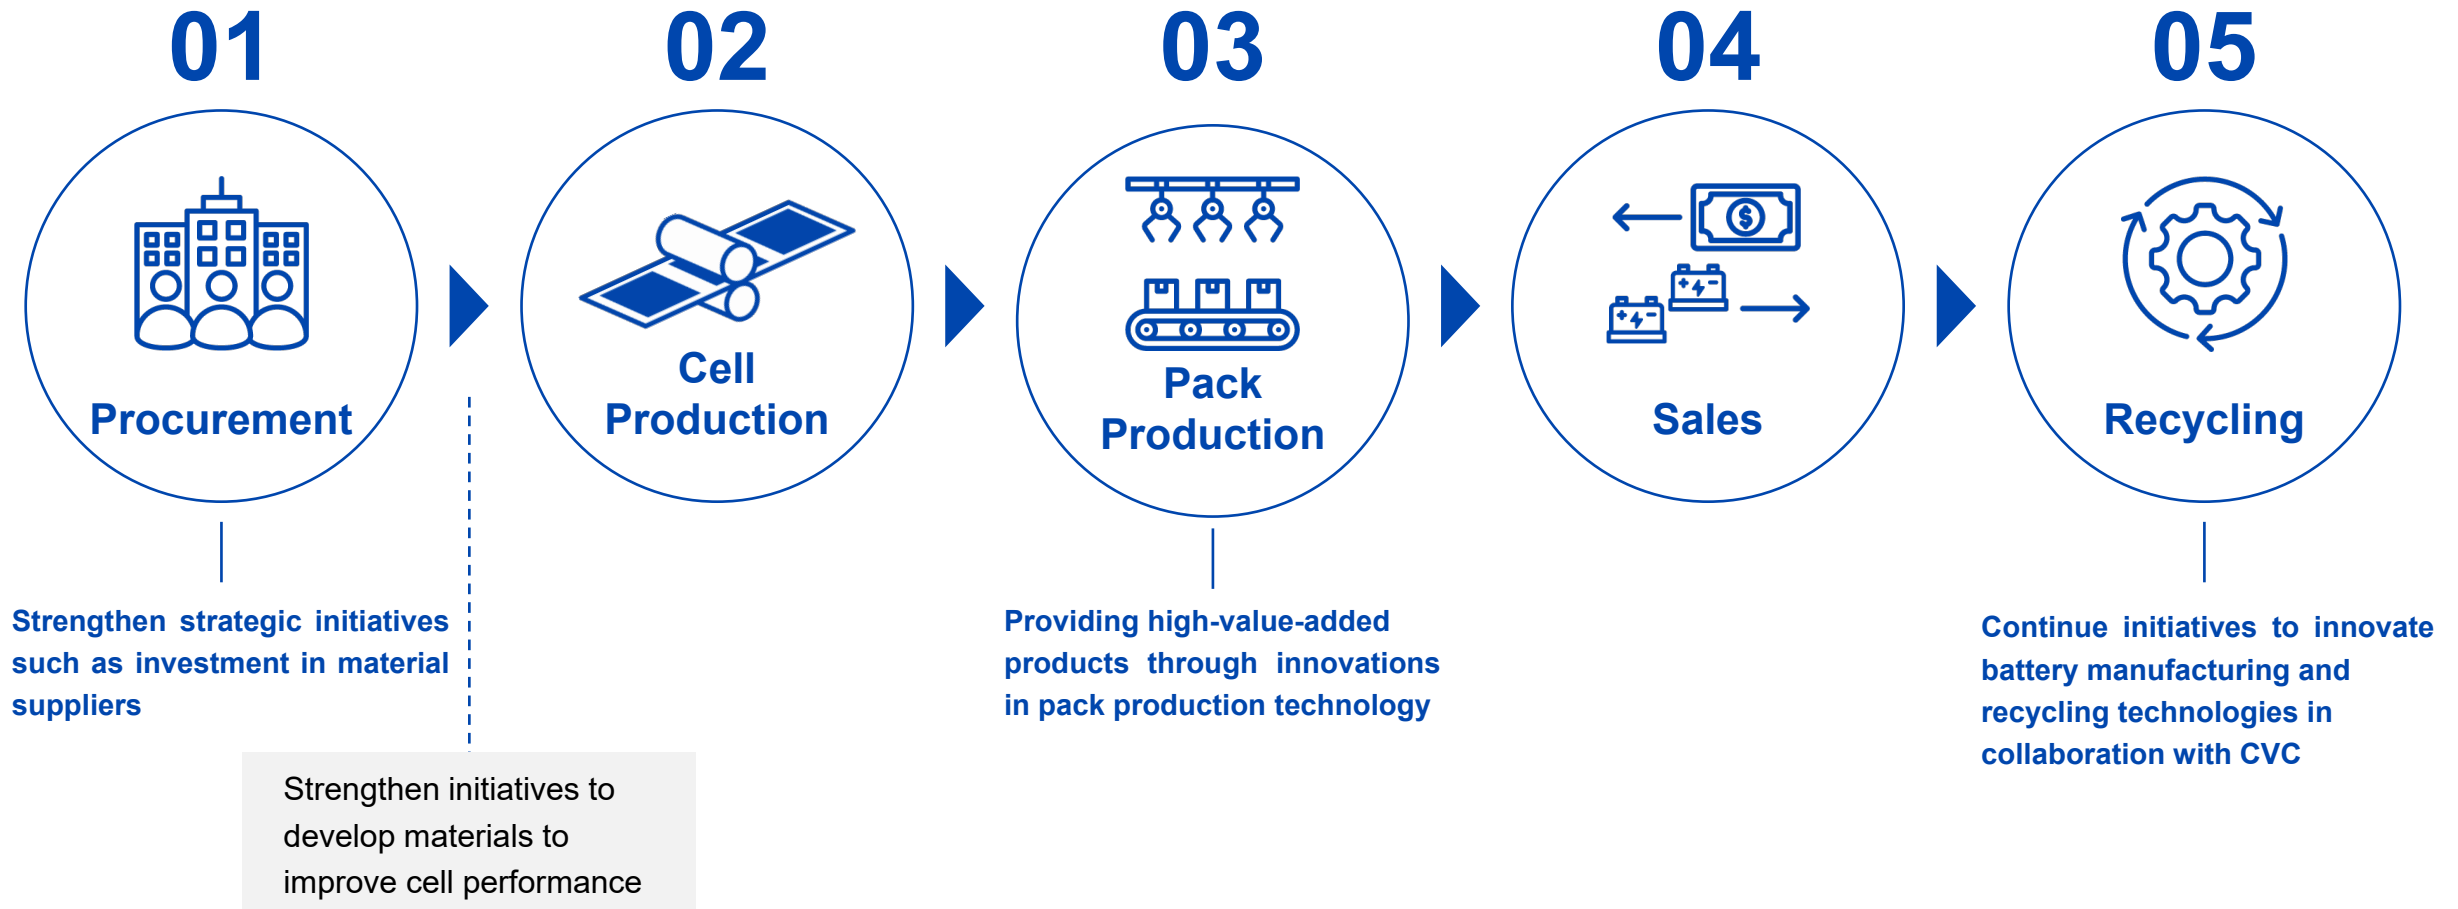 01
02
03
04
05
Procurement
Cell
Production
Pack
Production
Sales
Recycling
Strengthen strategic initiatives
such as investment in material
suppliers
Strengthen initiatives to
develop materials to
improve cell performance
Providing high-value-added
products through innovations
in pack production technology
Continue initiatives to innovate
battery manufacturing and
recycling technologies in
collaboration with CVC